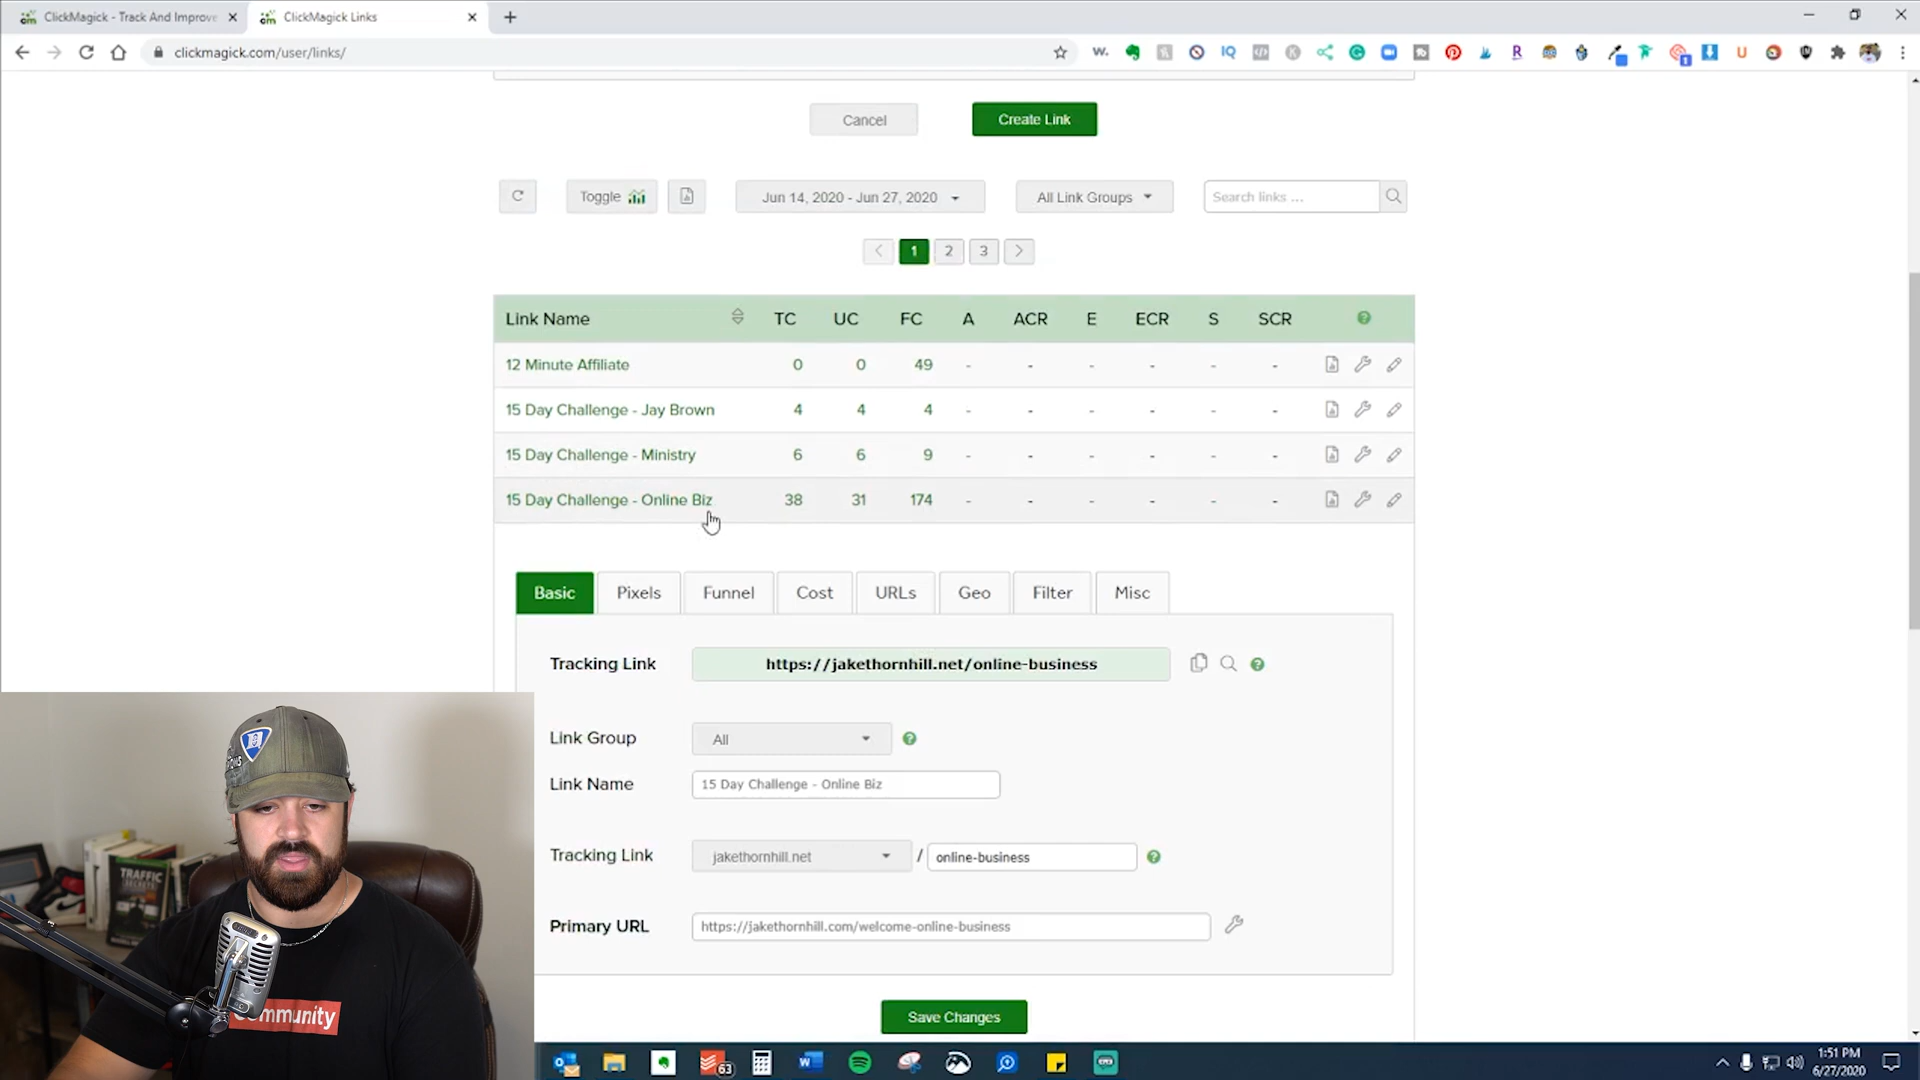 ClickMagick - Track And Improve
ClickMagick Links
clickmagick.com/user/links/
Cancel
Create Link
Toggle
Jun 14, 2020 - Jun 27, 2020
All Link Groups
Search links ...
1 2 3
Link Name TC UC FC A ACR E ECR S SCR
12 Minute Affiliate 0 0 49 - - - - - -
15 Day Challenge - Jay Brown 4 4 4 - - - - - -
15 Day Challenge - Ministry 6 6 9 - - - - - -
15 Day Challenge - Online Biz 38 31 174 - - - - - -
Basic Pixels Funnel Cost URLs Geo Filter Misc
Tracking Link https://jakethornhill.net/online-business
Link Group All
Link Name 15 Day Challenge - Online Biz
Tracking Link jakethornhill.net / online-business
Primary URL https://jakethornhill.com/welcome-online-business
Save Changes
TRAFFIC
SECRETS
Community
63
1:51 PM
6/27/2020